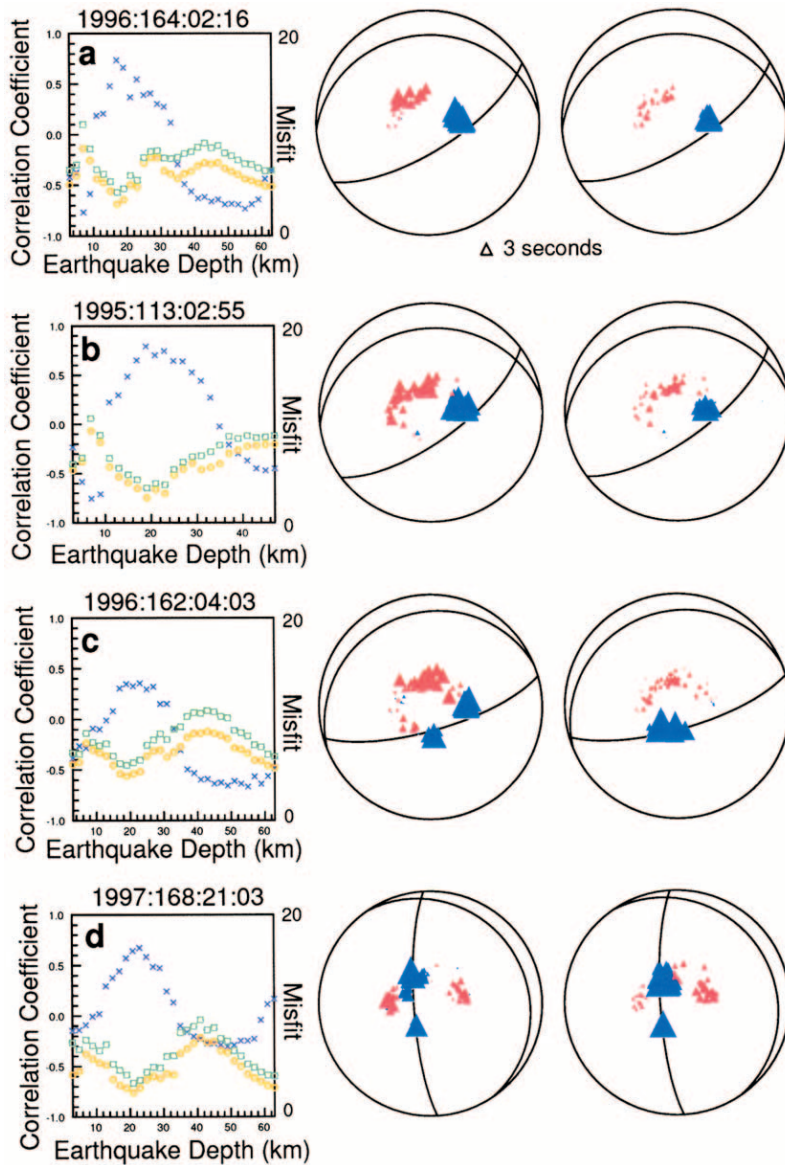 1996:164:02:16
a
Correlation Coefficient
1.0
0.5
0.0
-0.5
-1.0
20
Misfit
0
10 20 30 40 50 60
Earthquake Depth (km)
Δ 3 seconds
1995:113:02:55
b
Correlation Coefficient
1.0
0.5
0.0
-0.5
-1.0
20
Misfit
0
10 20 30 40
Earthquake Depth (km)
1996:162:04:03
c
Correlation Coefficient
1.0
0.5
0.0
-0.5
-1.0
20
Misfit
0
10 20 30 40 50 60
Earthquake Depth (km)
1997:168:21:03
d
Correlation Coefficient
1.0
0.5
0.0
-0.5
-1.0
20
Misfit
0
10 20 30 40 50 60
Earthquake Depth (km)